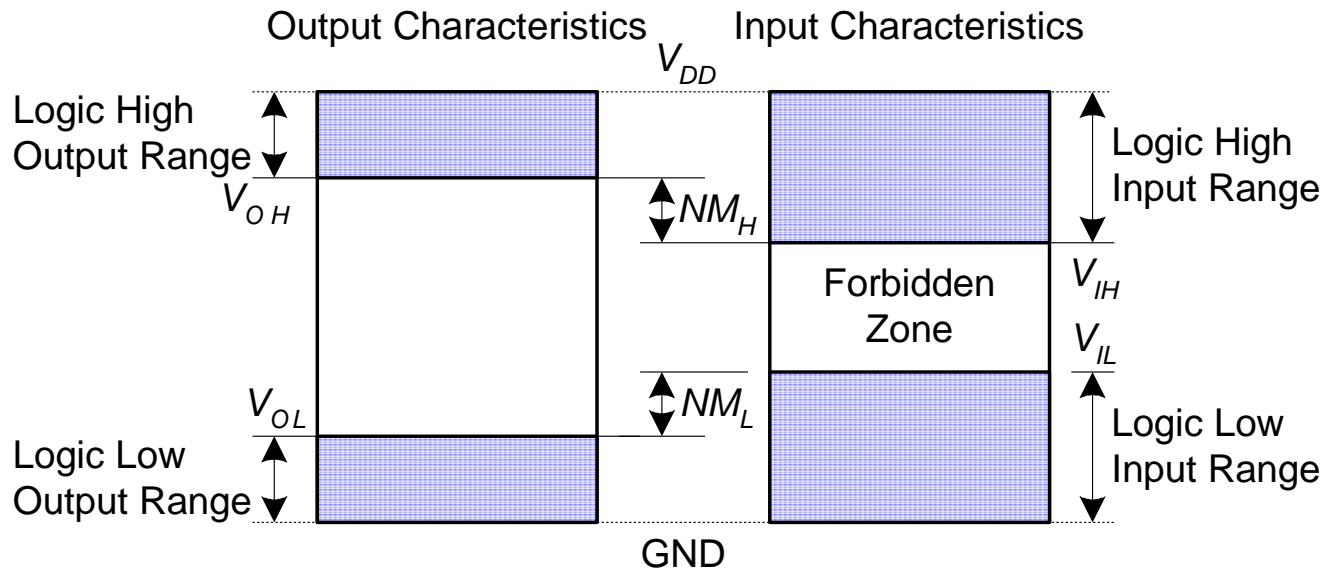 Output Characteristics
Input Characteristics
V_DD
Logic High
Output Range
Logic High
Input Range
V_OH
NM_H
Forbidden
Zone
V_IH
V_IL
V_OL
NM_L
Logic Low
Output Range
Logic Low
Input Range
GND